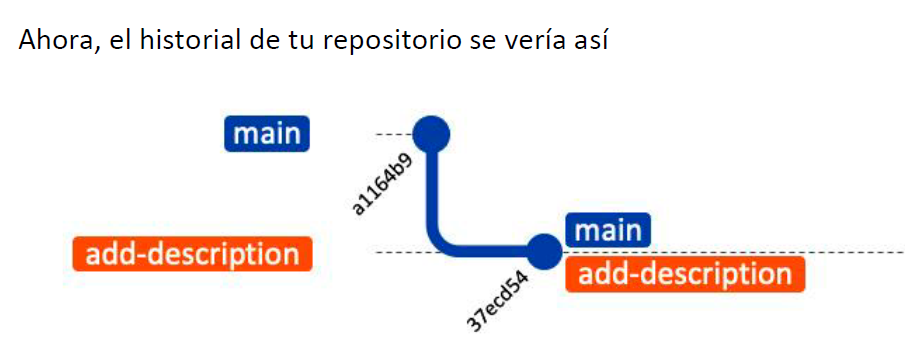 Ahora, el historial de tu repositorio se vería así
main
a1164b9
main
add-description
add-description
37ecd54